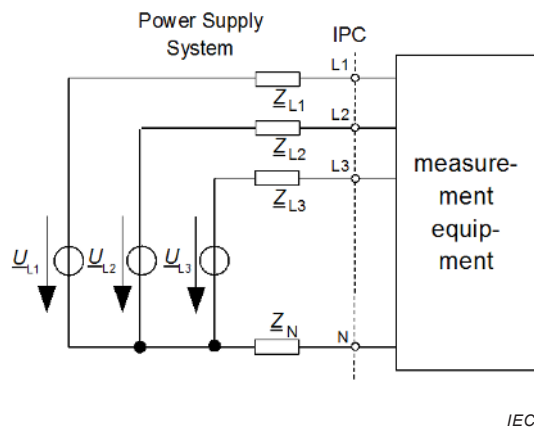 Power Supply
System
IPC
L1
Z L1
L2
Z L2
L3
Z L3
measure-
ment
equip-
ment
U L1
U L2
U L3
Z N
N
IEC